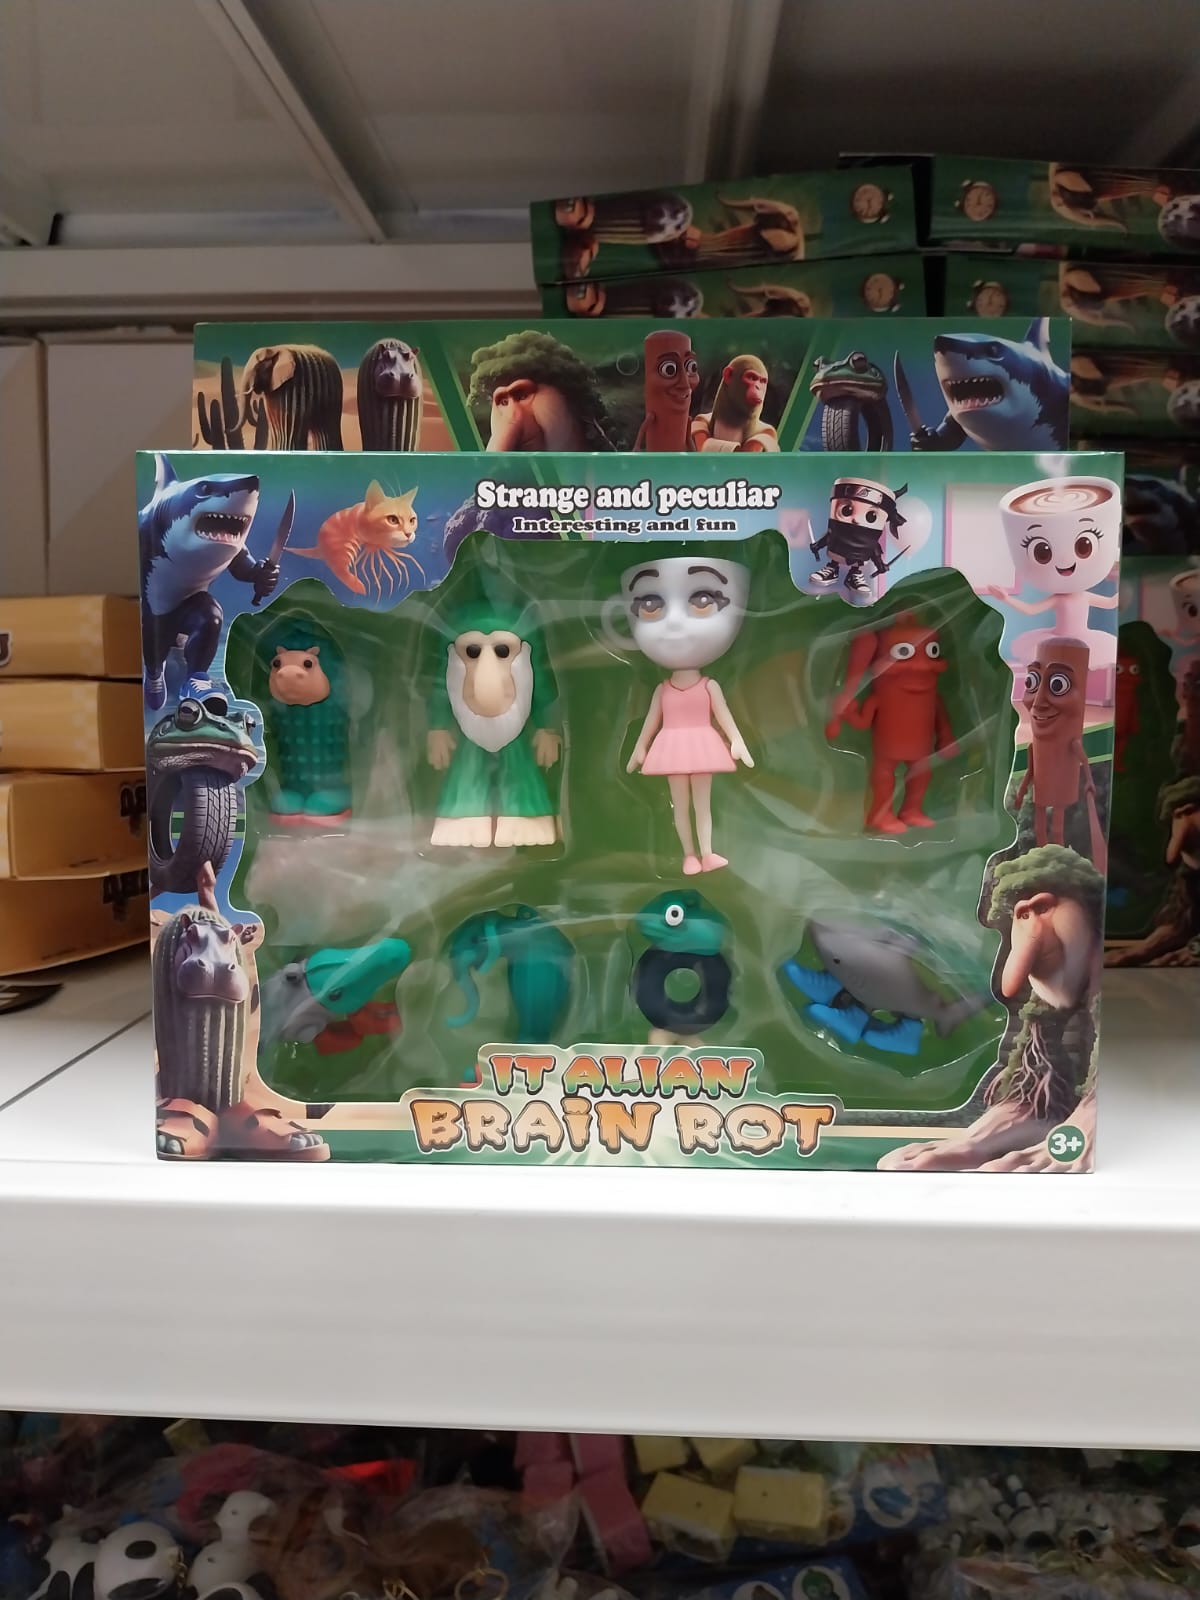 Strange and peculiar
Interesting and fun
IT ALIAN
BRAIN ROT
3+